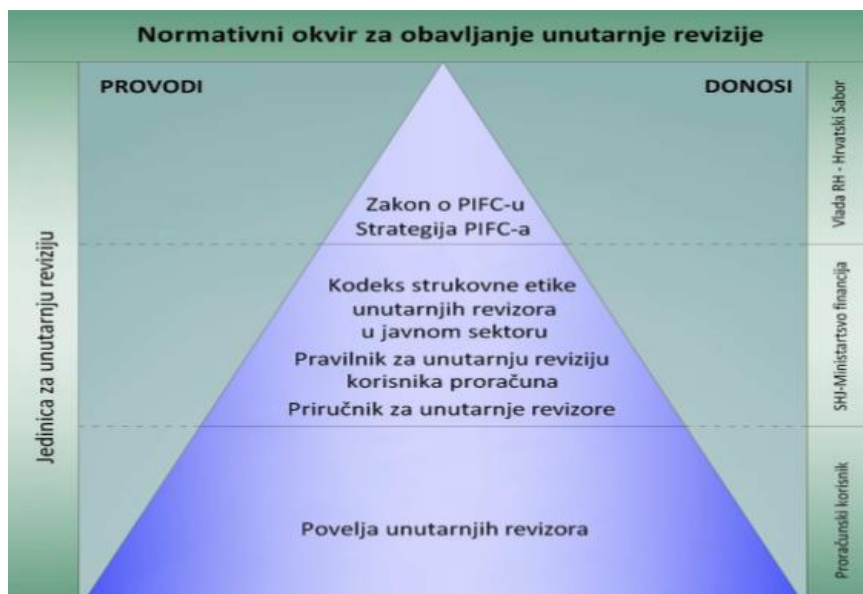 Normativni okvir za obavljanje unutarnje revizije
PROVODI
DONOSI
Jedinica za unutarnju reviziju
Zakon o PIFC-u
Strategija PIFC-a
Kodeks strukovne etike
unutarnjih revizora
u javnom sektoru
Pravilnik za unutarnju reviziju
korisnika proračuna
Priručnik za unutarnje revizore
Povelja unutarnjih revizora
Vlada RH - Hrvatski Sabor
SHJ-Ministartsvo financija
Proračunski korisnik